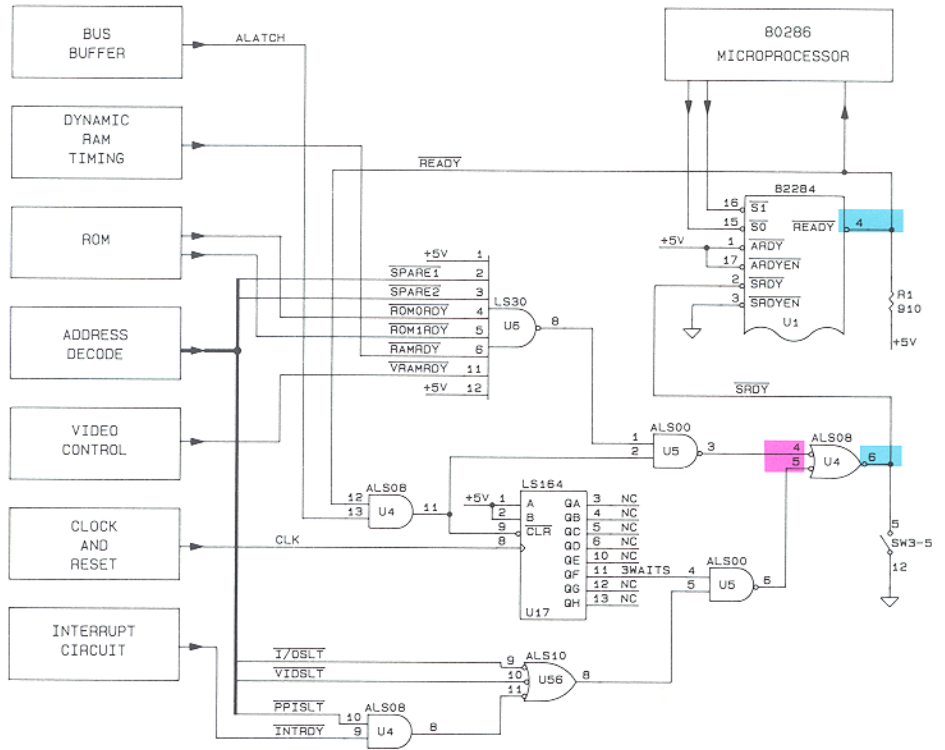 BUS
BUFFER
ALATCH
80286
MICROPROCESSOR
DYNAMIC
RAM
TIMING
READY
B2284
16 S1
15 S0
READY 4
+5V 1 ARDY
17 ARDYEN
2 SRDY
3 SRDYEN
U1
R1
910
+5V
ROM
+5V 1
SPARE1 2
SPARE2 3
LS30
ROM0RDY 4
U6 8
ROM1RDY 5
RAMRDY 6
VRAMRDY 11
+5V 12
ADDRESS
DECODE
SRDY
VIDEO
CONTROL
ALS00
1
2
U5 3
ALS08
4
5
U4 6
ALS08
12
13
U4 11
LS164
+5V 1 A QA 3 NC
2 B QB 4 NC
9 CLR QC 5 NC
8 QD 6 NC
QE 10 NC
QF 11 3WAITS 4
QG 12 NC 5
QH 13 NC
U17
ALS00
U5 6
5
SW3-5
12
CLOCK
AND
RESET
CLK
INTERRUPT
CIRCUIT
I/OSLT 9
VIDSLT 10
11
ALS10
U56 8
PPISLT 10
INTRDY 9
ALS08
U4 8